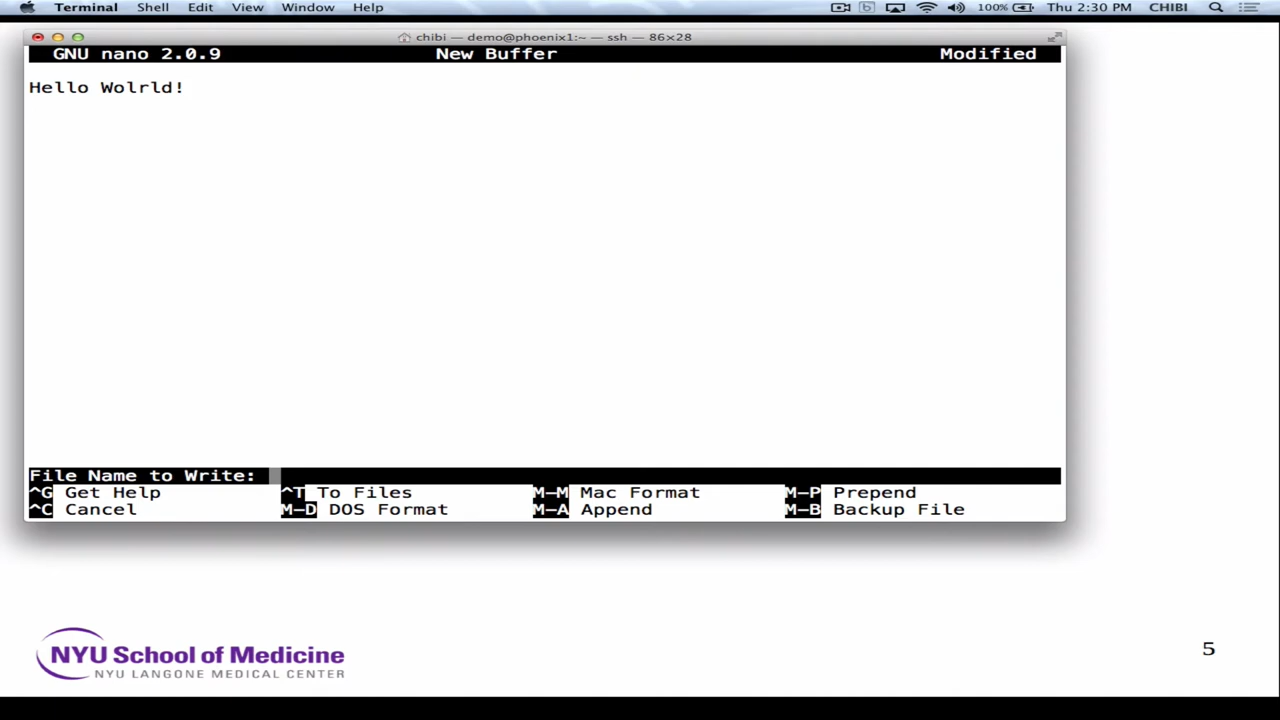 Terminal Shell Edit View Window Help 100% Thu 2:30 PM CHIBI
chibi — demo@phoenix1:~ — ssh — 86×28
GNU nano 2.0.9 New Buffer Modified
Hello Wolrld!
File Name to Write:
^G Get Help ^T To Files M-M Mac Format M-P Prepend
^C Cancel M-D DOS Format M-A Append M-B Backup File
NYU School of Medicine
NYU LANGONE MEDICAL CENTER
5